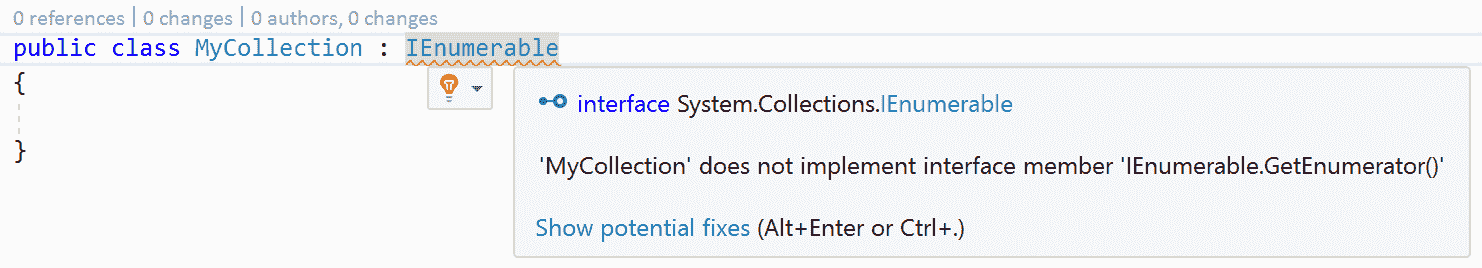 0 references | 0 changes | 0 authors, 0 changes
public class MyCollection : IEnumerable
{
interface System.Collections.IEnumerable
'MyCollection' does not implement interface member 'IEnumerable.GetEnumerator()'
}
Show potential fixes (Alt+Enter or Ctrl+.)